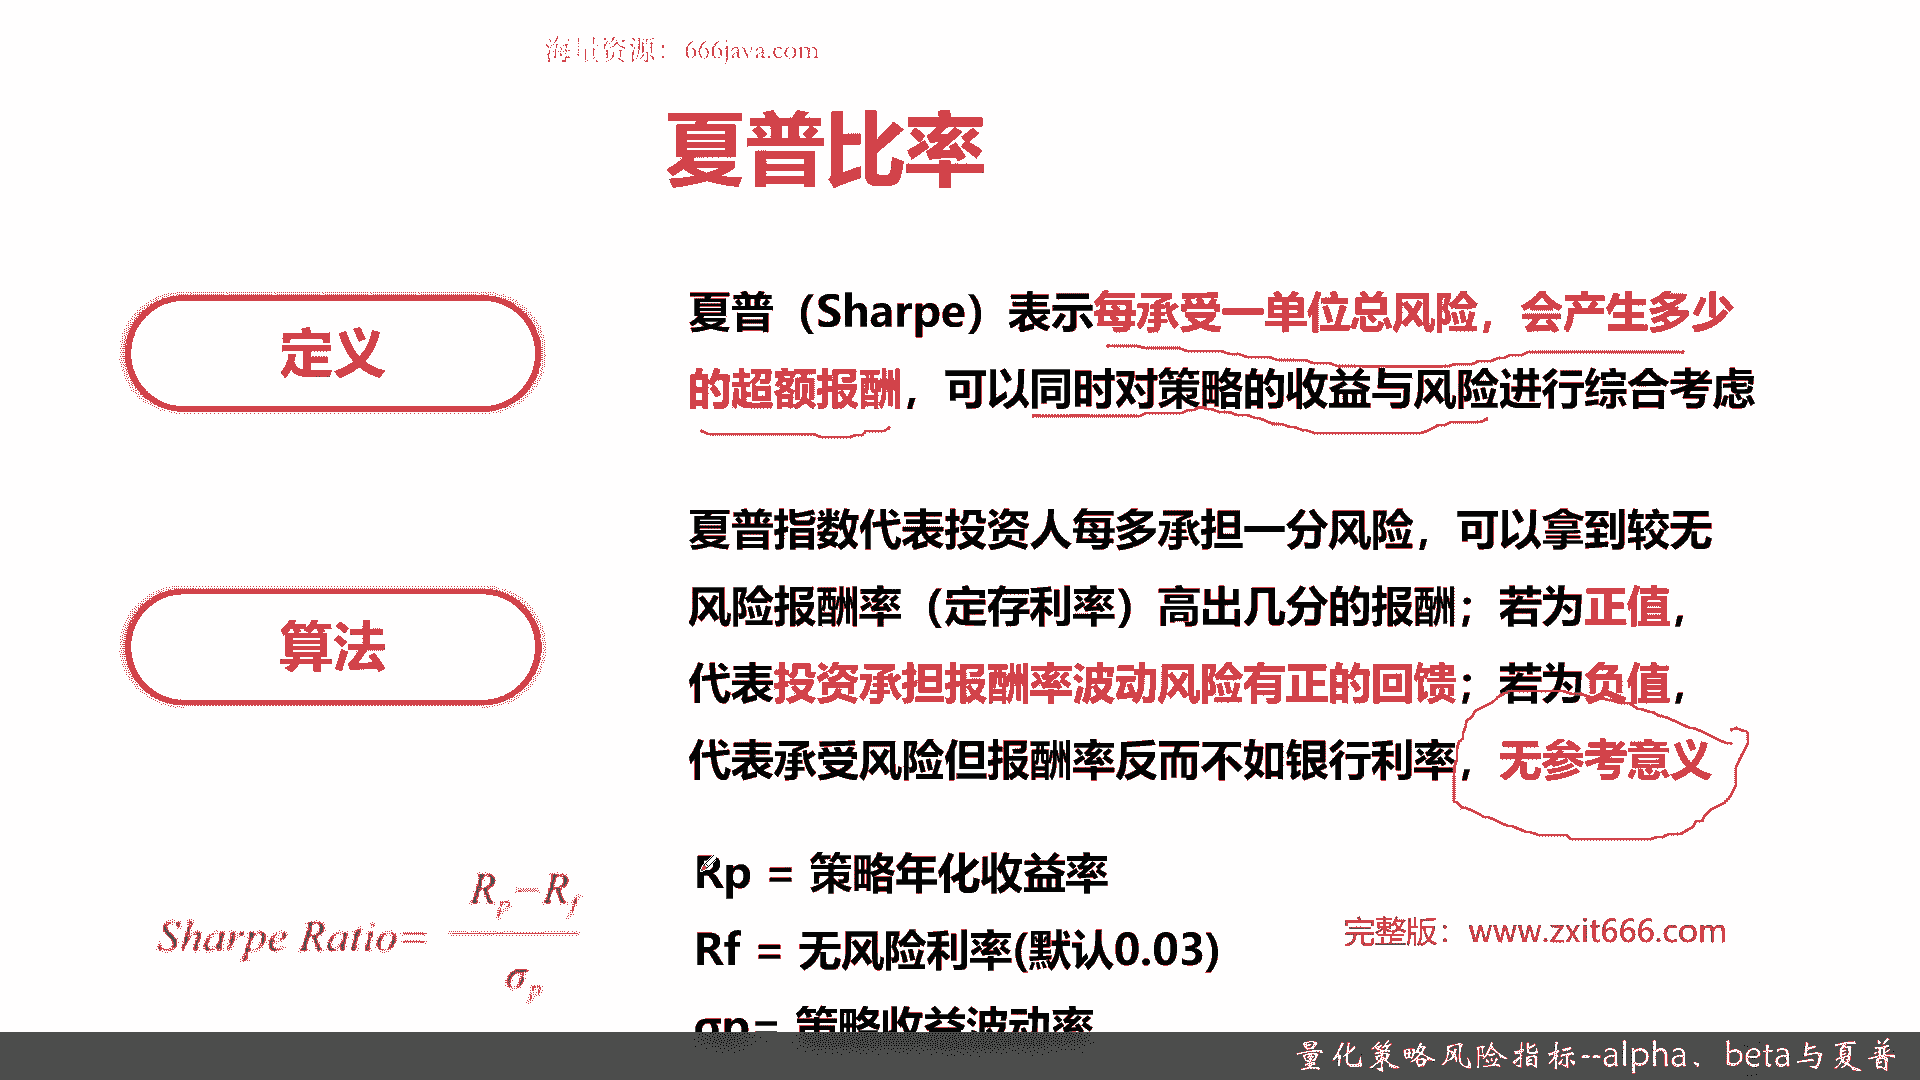 海量资源：666java.com
夏普比率
定义
夏普（Sharpe）表示每承受一单位总风险，会产生多少
的超额报酬，可以同时对策略的收益与风险进行综合考虑
算法
夏普指数代表投资人每多承担一分风险，可以拿到较无
风险报酬率（定存利率）高出几分的报酬；若为正值，
代表投资承担报酬率波动风险有正的回馈；若为负值，
代表承受风险但报酬率反而不如银行利率，无参考意义
Sharpe Ratio= Rp−Rf
σp
Rp = 策略年化收益率
Rf = 无风险利率(默认0.03)
σp= 策略收益波动率
完整版：www.zxit666.com
量化策略风险指标--alpha、beta与夏普